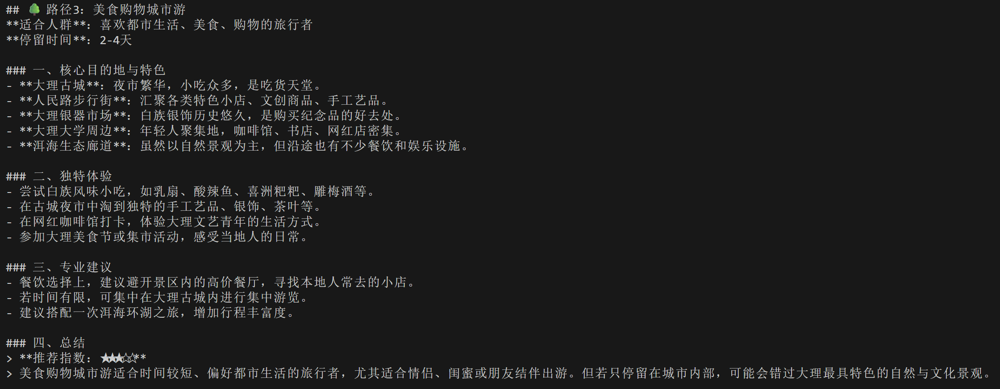 ## 🌳 路径3：美食购物城市游
**适合人群**：喜欢都市生活、美食、购物的旅行者
**停留时间**：2-4天
### 一、核心目的地与特色
- **大理古城**：夜市繁华，小吃众多，是吃货天堂。
- **人民路步行街**：汇聚各类特色小店、文创商品、手工艺品。
- **大理银器市场**：白族银饰历史悠久，是购买纪念品的好去处。
- **大理大学周边**：年轻人聚集地，咖啡馆、书店、网红店密集。
- **洱海生态廊道**：虽然以自然景观为主，但沿途也有不少餐饮和娱乐设施。
### 二、独特体验
- 尝试白族风味小吃，如乳扇、酸辣鱼、喜洲粑粑、雕梅酒等。
- 在古城夜市中淘到独特的手工艺品、银饰、茶叶等。
- 在网红咖啡馆打卡，体验大理文艺青年的生活方式。
- 参加大理美食节或集市活动，感受当地人的日常。
### 三、专业建议
- 餐饮选择上，建议避开景区内的高价餐厅，寻找本地人常去的小店。
- 若时间有限，可集中在大理古城内进行集中游览。
- 建议搭配一次洱海环湖之旅，增加行程丰富度。
### 四、总结
> **推荐指数：★★★☆☆**
> 美食购物城市游适合时间较短、偏好都市生活的旅行者，尤其适合情侣、闺蜜或朋友结伴出游。但若只停留在城市内部，可能会错过大理最具特色的自然与文化景观。